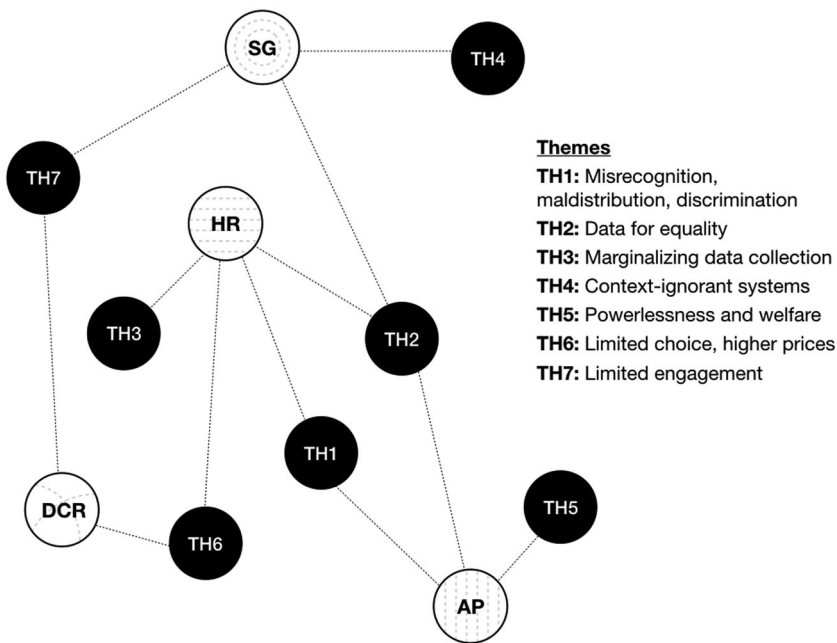 SG
TH4
TH7
HR
TH3
TH2
TH1
DCR
TH6
TH5
AP
Themes
TH1: Misrecognition,
maldistribution, discrimination
TH2: Data for equality
TH3: Marginalizing data collection
TH4: Context-ignorant systems
TH5: Powerlessness and welfare
TH6: Limited choice, higher prices
TH7: Limited engagement